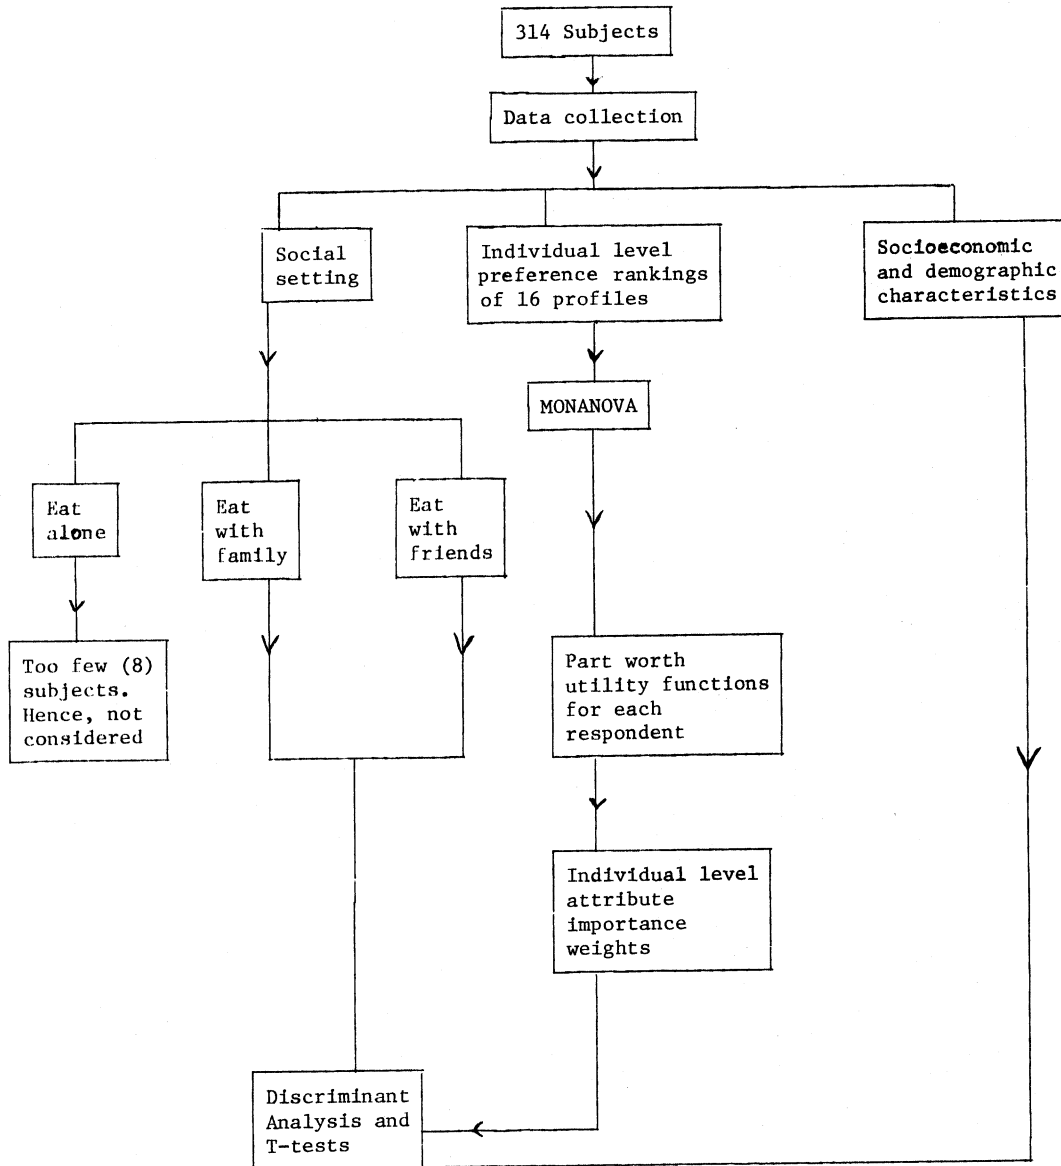 314 Subjects
Data collection
Social
setting
Individual level
preference rankings
of 16 profiles
Socioeconomic
and demographic
characteristics
MONANOVA
Eat
alone
Eat
with
family
Eat
with
friends
Too few (8)
subjects.
Hence, not
considered
Part worth
utility functions
for each
respondent
Individual level
attribute
importance
weights
Discriminant
Analysis and
T-tests